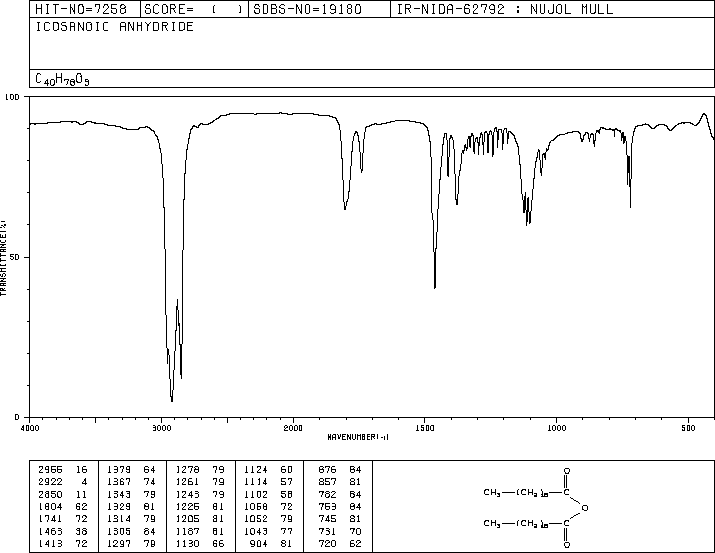 HIT-NO=7258 SCORE= ( ) SDBS-NO=19180 IR-NIDA-62792 : NUJOL MULL
ICOSANOIC ANHYDRIDE
C40H78O3
100
50
0
TRANSMITTANCE(%)
4000 3000 2000 1500 1000 500
WAVENUMBER(-1)
2955 16 1379 64 1278 79 1124 60 876 84
2922 4 1367 74 1261 79 1114 57 857 81
2850 11 1343 79 1243 79 1102 58 762 84
1804 62 1329 81 1225 81 1058 72 753 84
1741 72 1314 79 1205 81 1052 79 745 81
1463 38 1305 84 1187 81 1043 77 731 70
1413 72 1297 79 1130 66 904 81 720 62
O
CH3 (CH2)18 C
O
CH3 (CH2)18 C
O